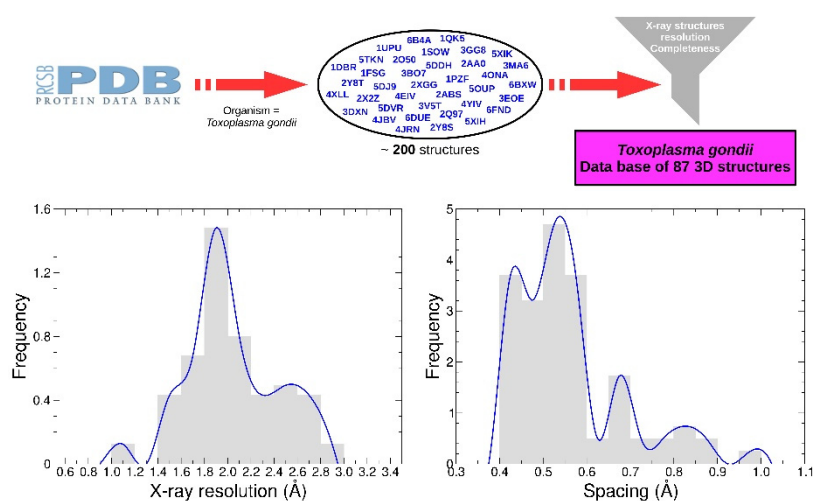 RCSB
PDB
PROTEIN DATA BANK
Organism =
Toxoplasma gondii
6B4A 1QK5
1UPU 1SOW 3GG8 5XIK
5TKN 2O50 5DDH 2AA0 3MA6
1DBR 1FSG 3BO7 1PZF 4ONA
2Y8T 5DJ9 2XGG 5OUP 6BXW
4XLL 2X2Z 4EIV 2ABS 3EOE
3DXN 5DVR 3V5T 4YIV 6FND
4JBV 6DUE 2Q97 5XIH
4JRN 2Y8S
~ 200 structures
X-ray structures
resolution
Completeness
Toxoplasma gondii
Data base of 87 3D structures
Frequency
1.6
1.2
0.8
0.4
0
0.6 0.8 1.0 1.2 1.4 1.6 1.8 2.0 2.2 2.4 2.6 2.8 3.0 3.2 3.4
X-ray resolution (Å)
Frequency
5
4
3
2
1
0
0.3 0.4 0.5 0.6 0.7 0.8 0.9 1.0 1.1
Spacing (Å)